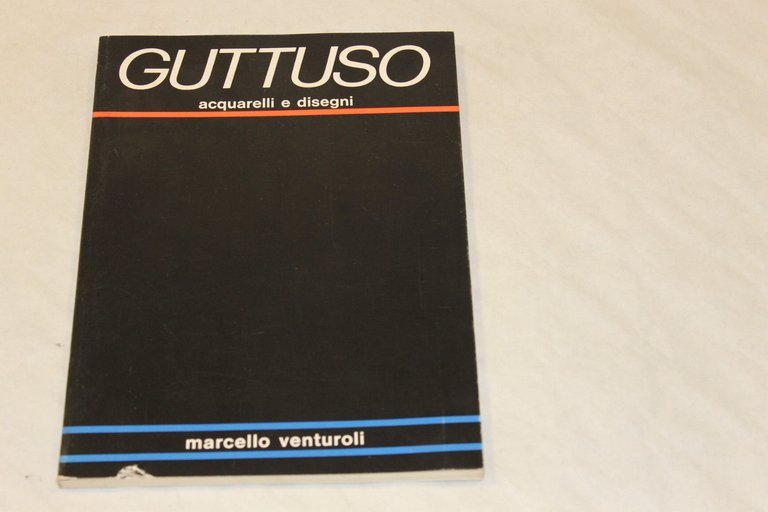 GUTTUSO
acquarelli e disegni
marcello venturoli